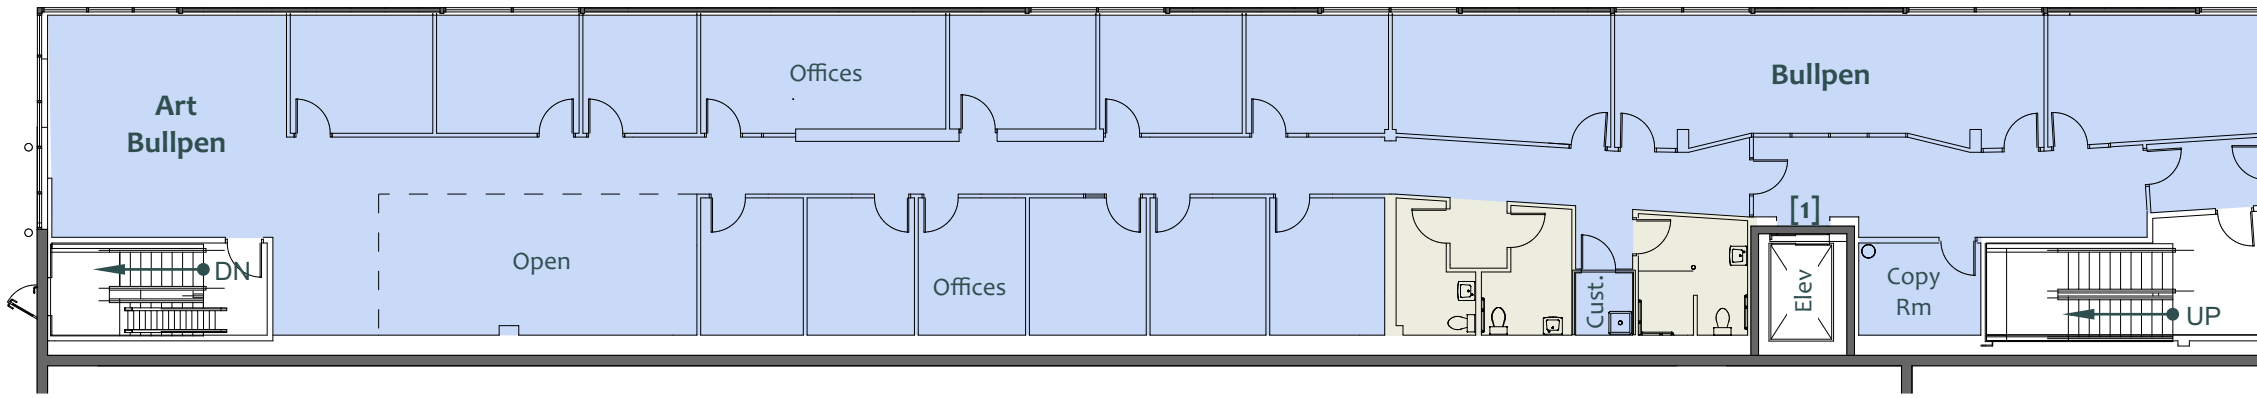 Offices
Bullpen
Art
Bullpen
[1]
Open
DN
Offices
Cust.
Elev
Copy
Rm
UP